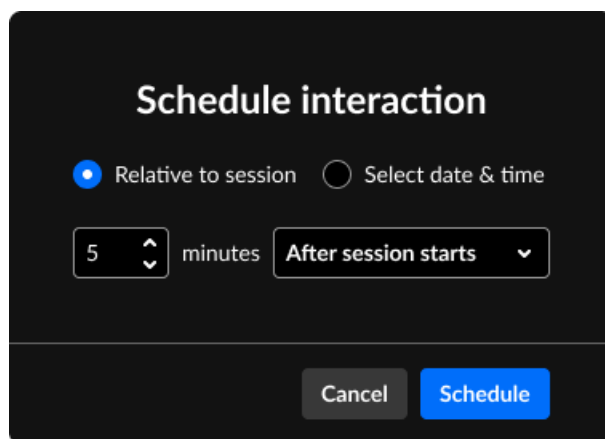 Schedule interaction
Relative to session Select date & time
5 minutes After session starts
Cancel Schedule